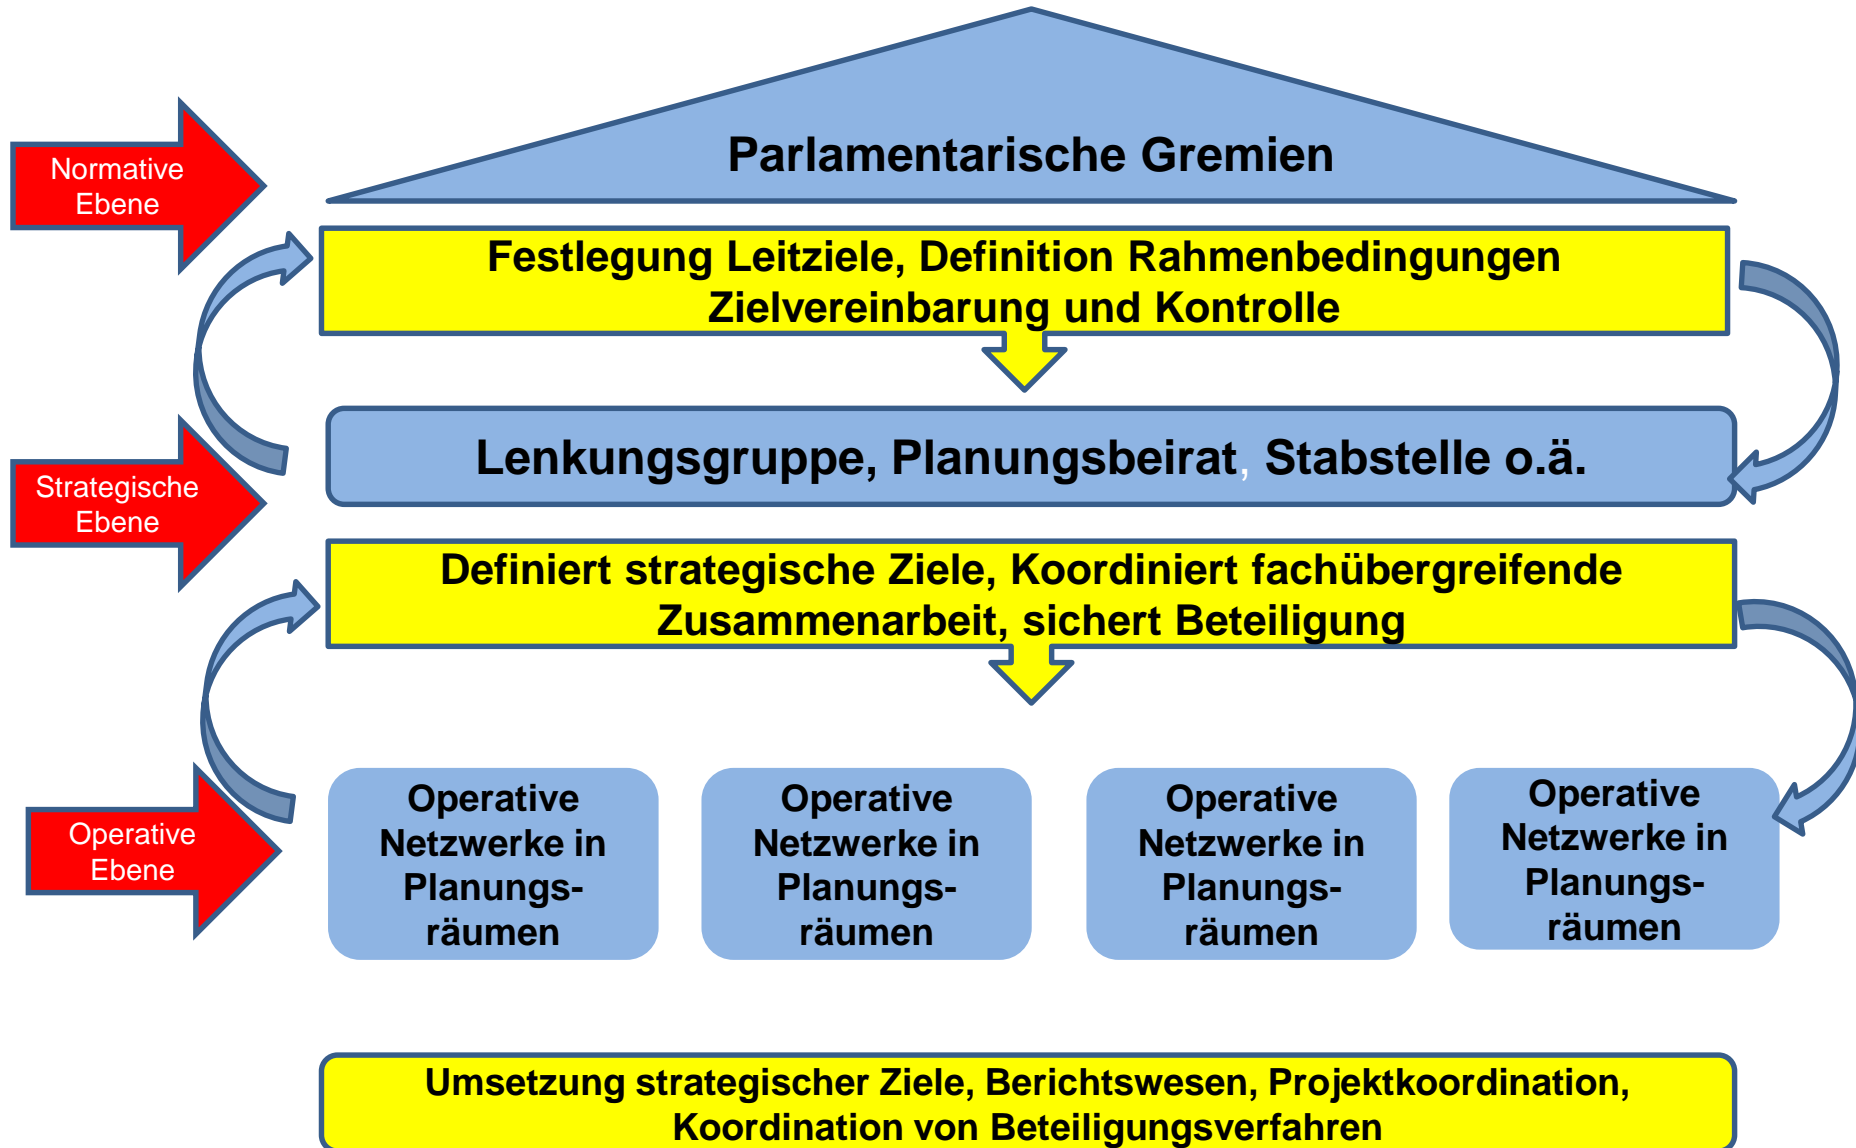 Normative
Ebene
Parlamentarische Gremien
Festlegung Leitziele, Definition Rahmenbedingungen
Zielvereinbarung und Kontrolle
Strategische
Ebene
Lenkungsgruppe, Planungsbeirat, Stabstelle o.ä.
Definiert strategische Ziele, Koordiniert fachübergreifende
Zusammenarbeit, sichert Beteiligung
Operative
Ebene
Operative
Netzwerke in
Planungs-
räumen
Operative
Netzwerke in
Planungs-
räumen
Operative
Netzwerke in
Planungs-
räumen
Operative
Netzwerke in
Planungs-
räumen
Umsetzung strategischer Ziele, Berichtswesen, Projektkoordination,
Koordination von Beteiligungsverfahren